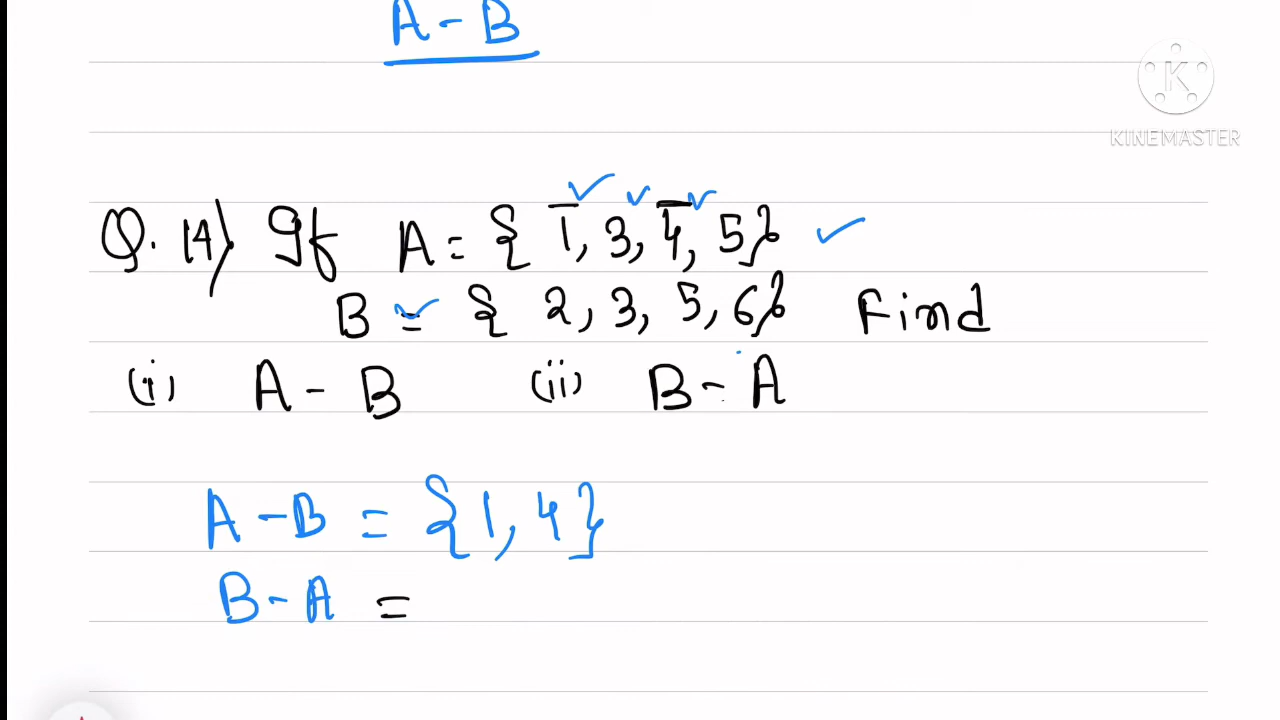 A - B
K
KINEMASTER
Q. 14) If A = { 1, 3, 4, 5}
B = { 2, 3, 5, 6} Find
(i) A - B (ii) B - A
A - B = {1, 4}
B - A =